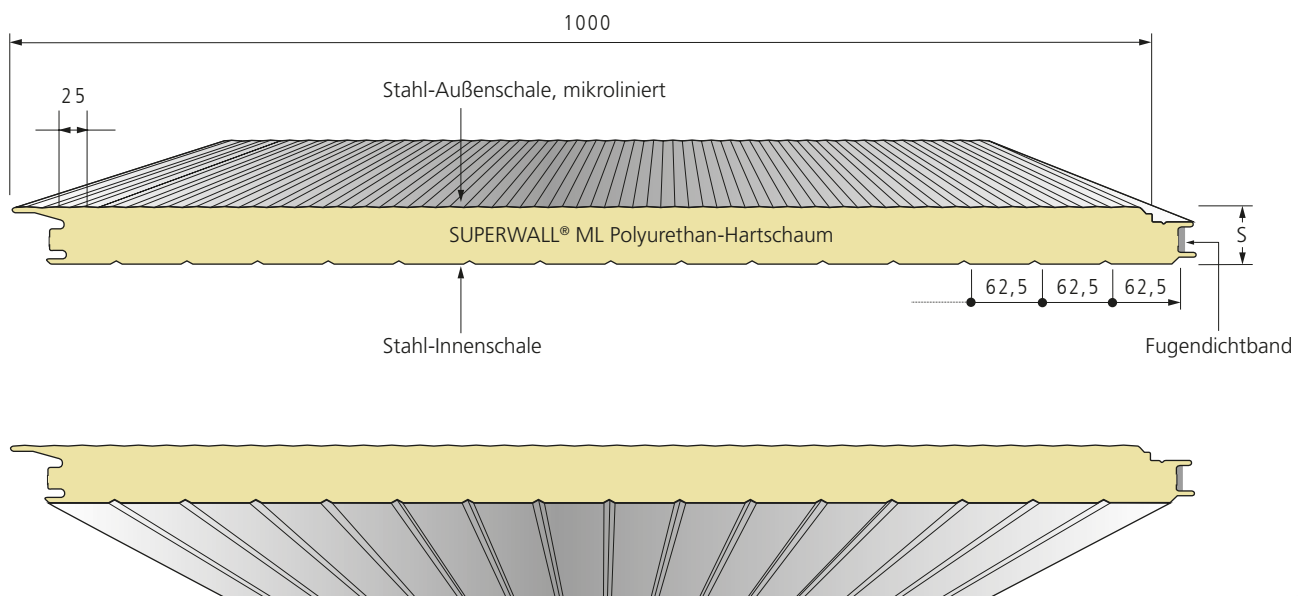 1000
25
Stahl-Außenschale, mikroliniert
SUPERWALL® ML Polyurethan-Hartschaum
S
62,5 62,5 62,5
Stahl-Innenschale
Fugendichtband